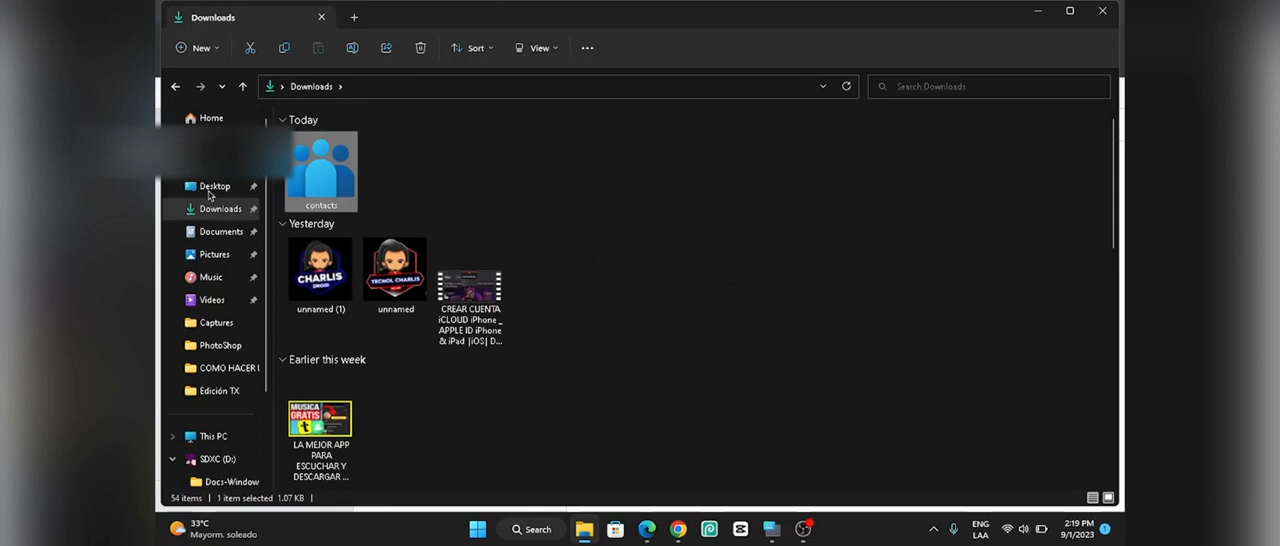 Downloads
New
Sort
View
Downloads
Search Downloads
Home
Desktop
Downloads
Documents
Pictures
Music
Videos
Captures
PhotoShop
COMO HACER U
Edición TX
This PC
SDXC (D:)
Docs-Window
Today
contacts
Yesterday
CHARLIS
DROID
TECNOL CHARLIS
unnamed (1)
unnamed
CREAR CUENTA
iCLOUD iPhone _
APPLE ID iPhone
& iPad |iOS| D...
Earlier this week
MUSICA
GRATIS
LA MEJOR APP
PARA
ESCUCHAR Y
DESCARGAR ...
54 items
1 item selected 1.07 KB
33°C
Mayorm. soleado
Search
ENG
LAA
2:19 PM
9/1/2023
1